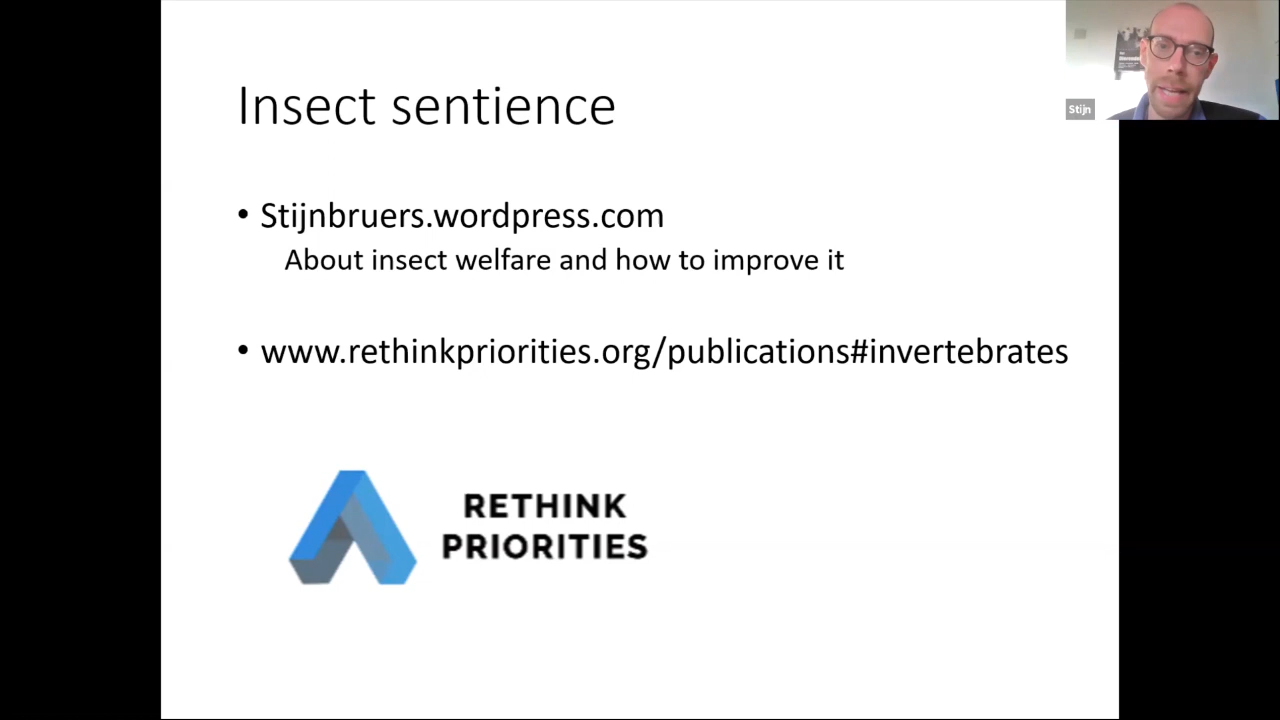 Insect sentience
• Stijnbruers.wordpress.com
About insect welfare and how to improve it
• www.rethinkpriorities.org/publications#invertebrates
RETHINK
PRIORITIES
Stijn